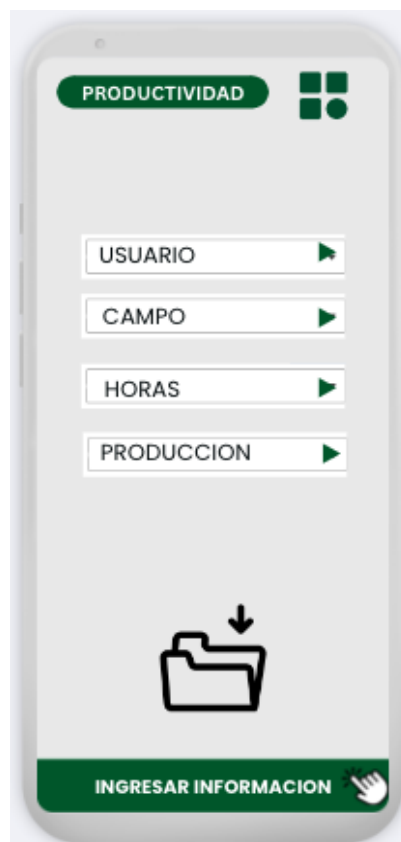 PRODUCTIVIDAD
USUARIO
CAMPO
HORAS
PRODUCCION
INGRESAR INFORMACION